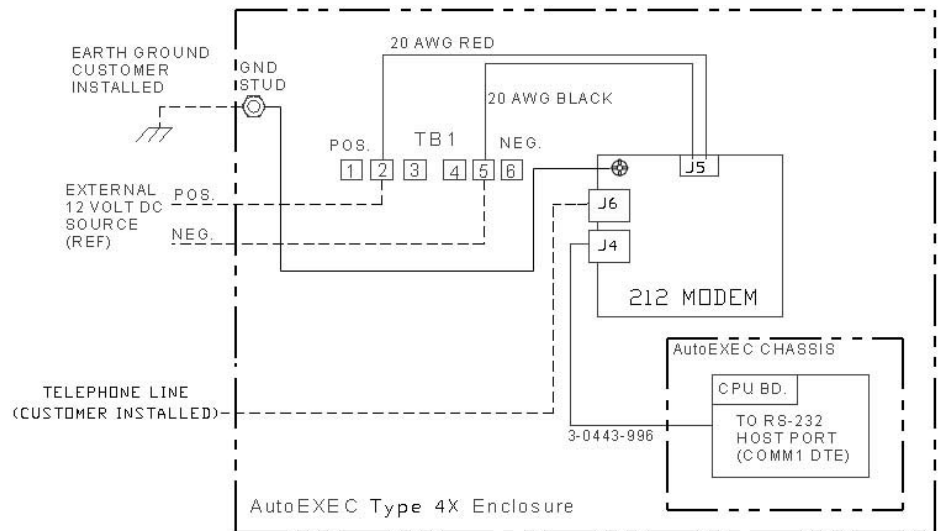 EARTH GROUND
CUSTOMER
INSTALLED
GND
STUD
20 AWG RED
20 AWG BLACK
POS.
TB1
NEG.
1 2 3 4 5 6
J5
J6
J4
212 MODEM
EXTERNAL
12 VOLT DC
SOURCE
(REF)
POS.
NEG.
TELEPHONE LINE
(CUSTOMER INSTALLED)
3-0443-996
AutoEXEC CHASSIS
CPU BD.
TO RS-232
HOST PORT
(COMM1 DTE)
AutoEXEC Type 4X Enclosure